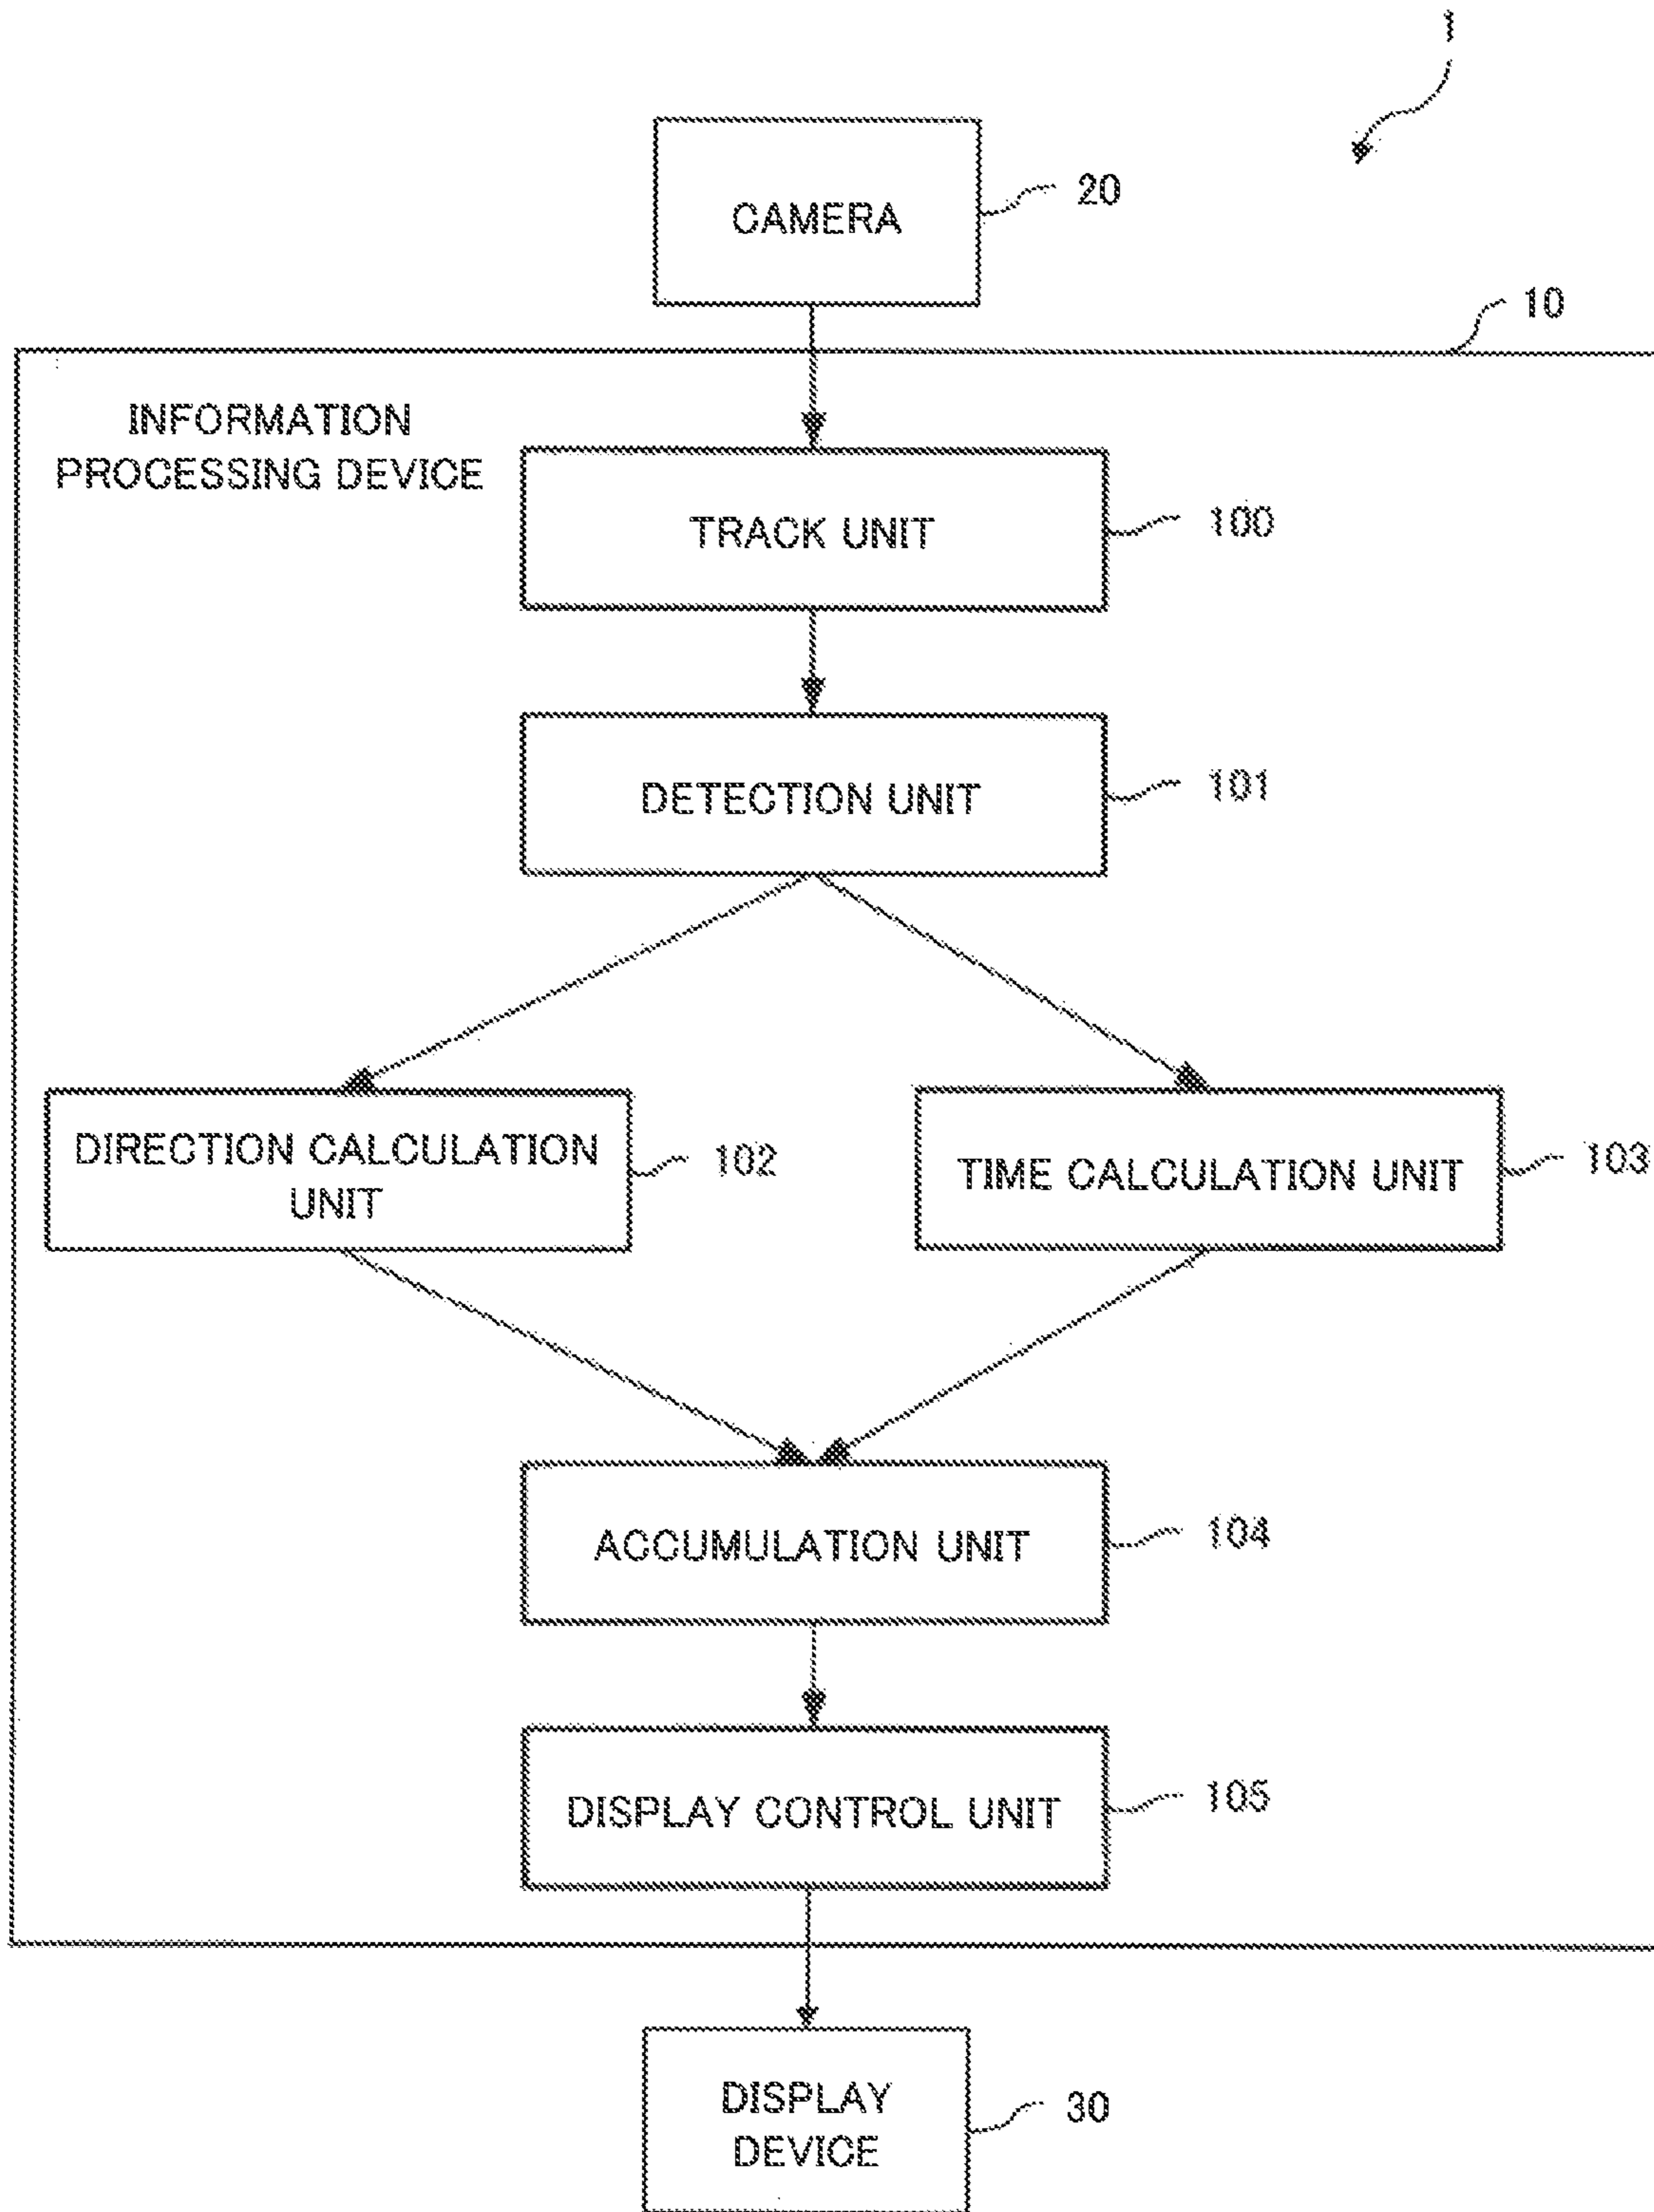 1
CAMERA
20
10
INFORMATION
PROCESSING DEVICE
TRACK UNIT
100
DETECTION UNIT
101
DIRECTION CALCULATION
UNIT
102
TIME CALCULATION UNIT
103
ACCUMULATION UNIT
104
DISPLAY CONTROL UNIT
105
DISPLAY
DEVICE
30